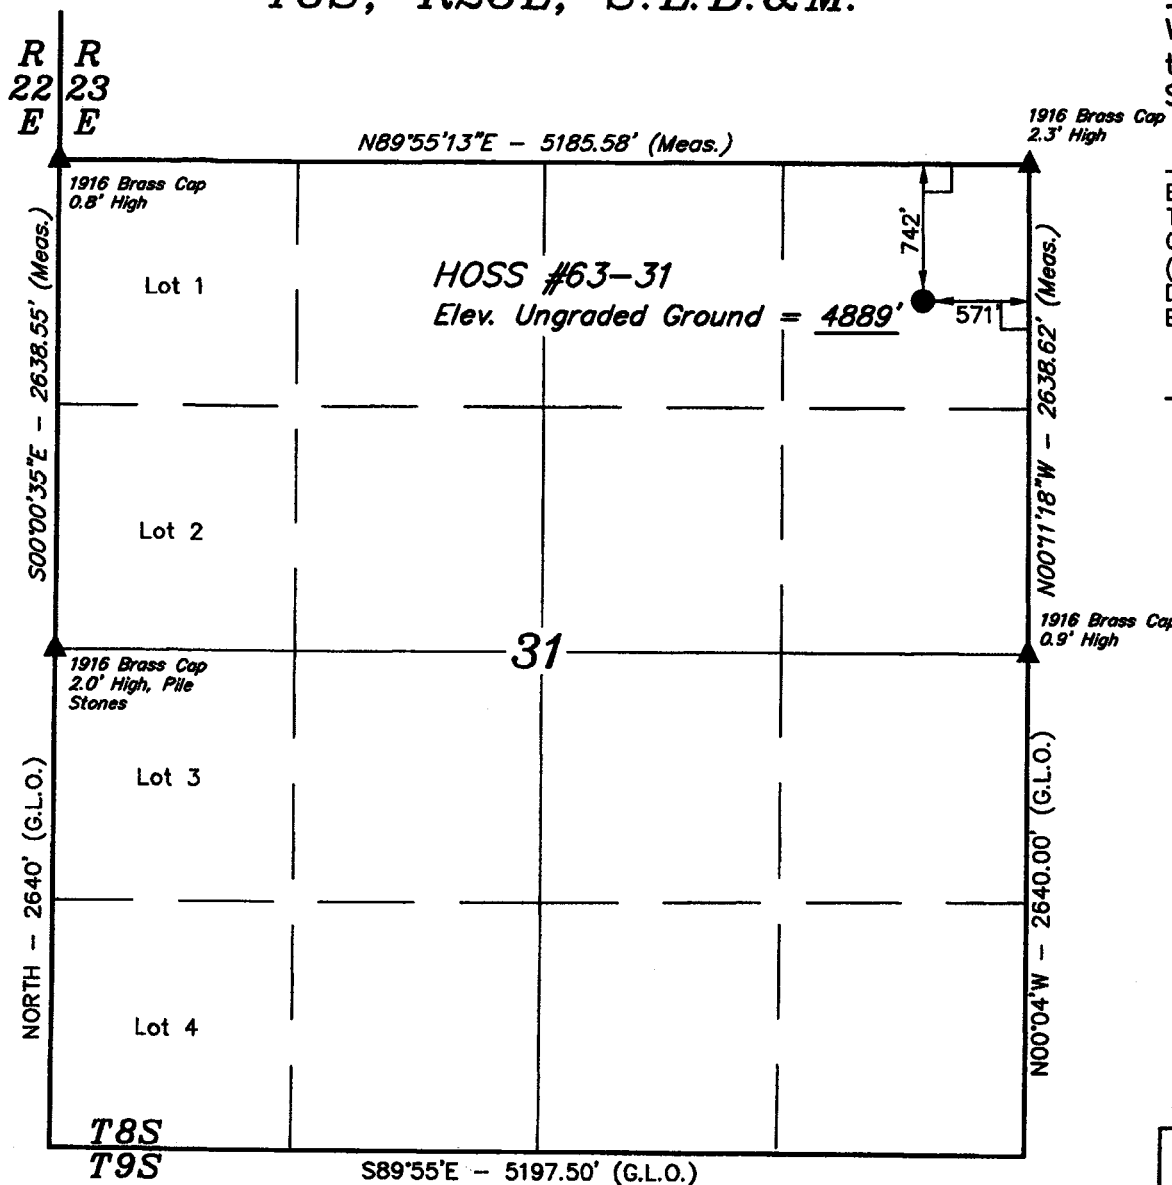 T8S, R23E, S.L.B.&M.
R R
22 23
E E
N89°55'13"E - 5185.58' (Meas.)
1916 Brass Cap
2.3' High
1916 Brass Cap
0.8' High
S00°00'35"E - 2638.55' (Meas.)
Lot 1
HOSS #63-31
Elev. Ungraded Ground = 4889'
742'
571'
N00°11'18"W - 2638.62' (Meas.)
Lot 2
31
1916 Brass Cap
0.9' High
1916 Brass Cap
2.0' High, Pile
Stones
Lot 3
NORTH - 2640' (G.L.O.)
N00°04'W - 2640.00' (G.L.O.)
Lot 4
T8S
T9S
S89°55'E - 5197.50' (G.L.O.)